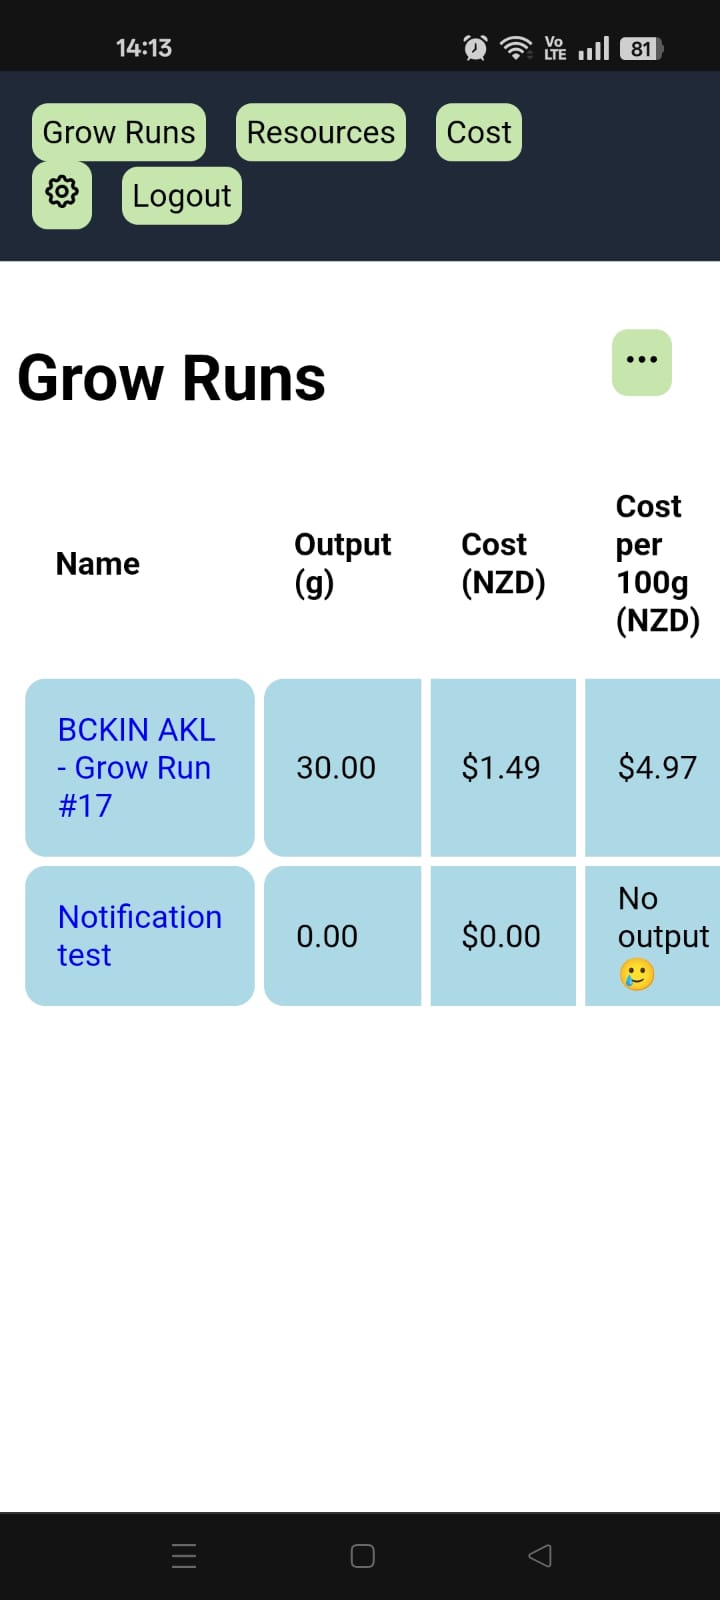 14:13
Vo
LTE
81
Grow Runs Resources Cost
Logout
Grow Runs
Name Output (g) Cost (NZD) Cost per 100g (NZD)
BCKIN AKL
- Grow Run
#17
30.00 $1.49 $4.97
Notification
test
0.00 $0.00
No
output
🥲